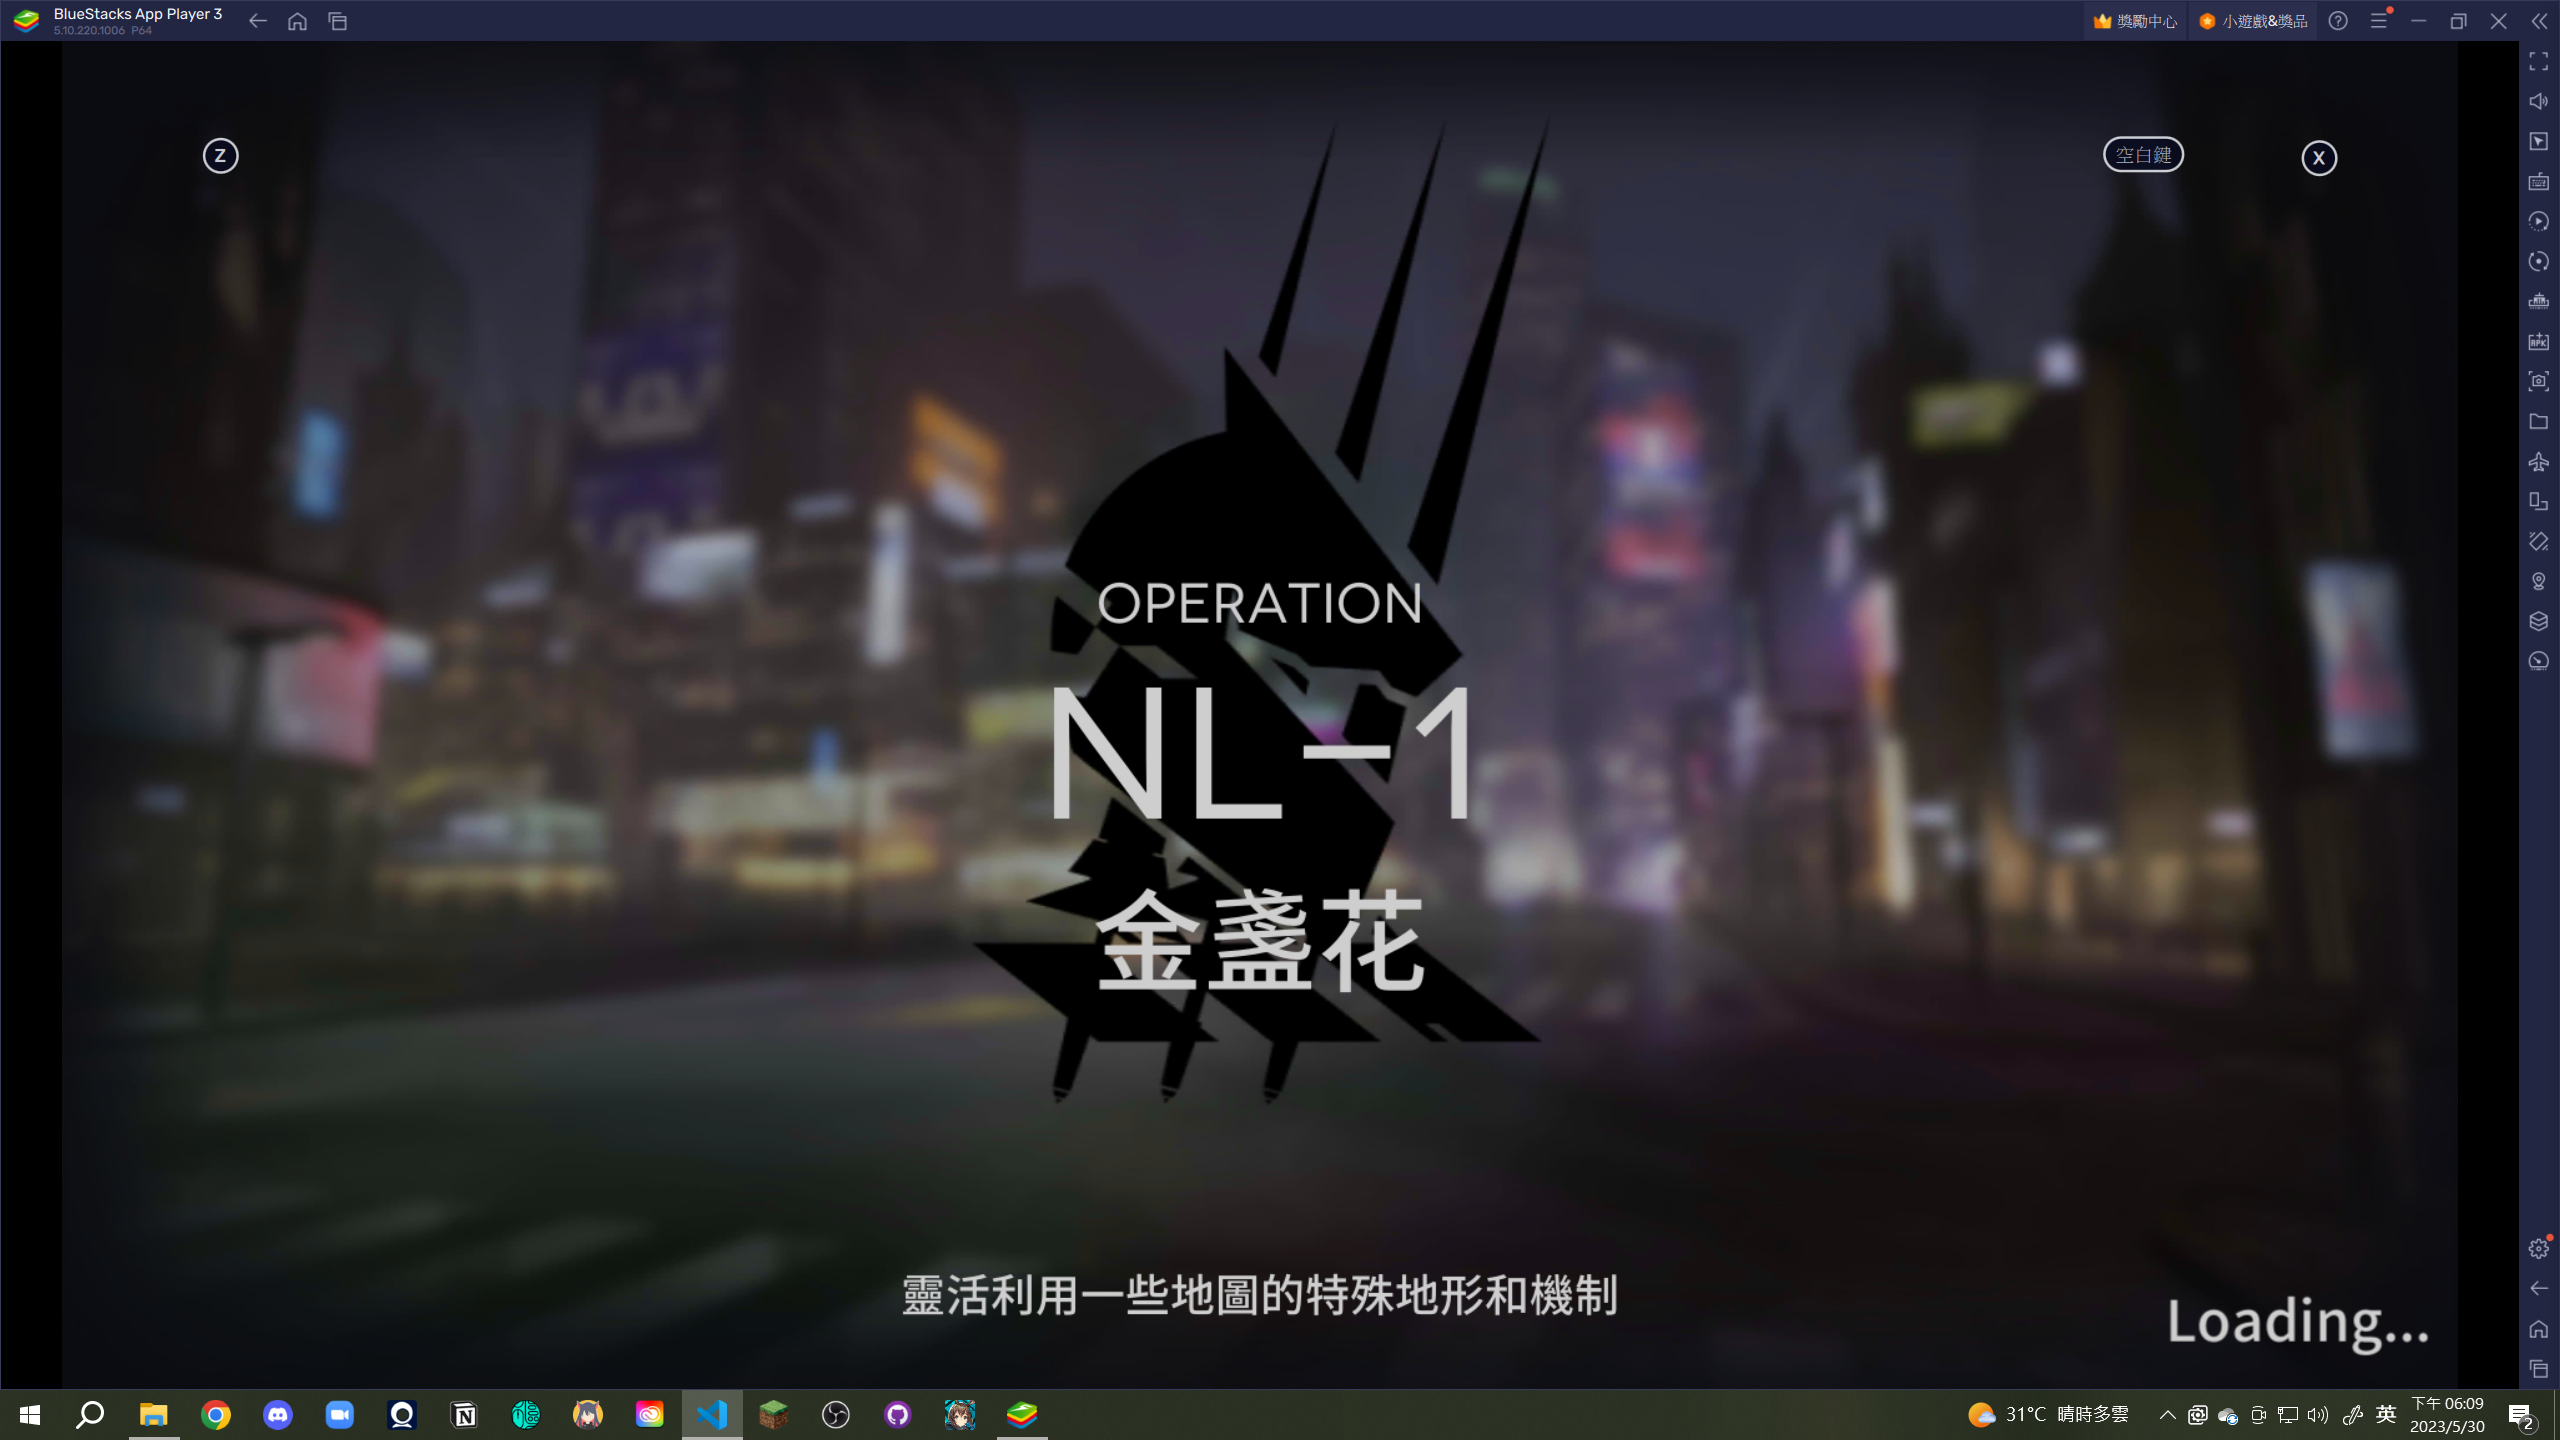 BlueStacks App Player 3
5.10.220.1006 P64
獎勵中心
小遊戲&獎品
Z
空白鍵
X
OPERATION
NL-1
金盞花
靈活利用一些地圖的特殊地形和機制
Loading...
31°C 晴時多雲
英
下午 06:09
2023/5/30
2